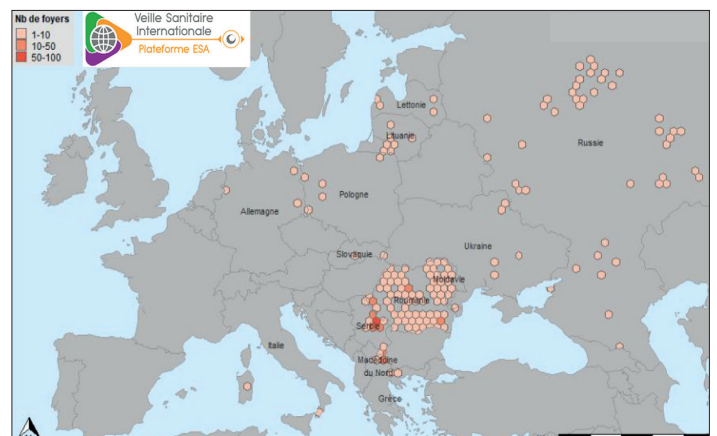 Nb de foyers
1-10
10-50
50-100
Veille Sanitaire
Internationale
Plateforme ESA
Lettonie
Lituanie
Russie
Pologne
Allemagne
Ukraine
Slovaquie
Moldavie
Roumanie
Serbie
Italie
Macédoine
du Nord
Grèce